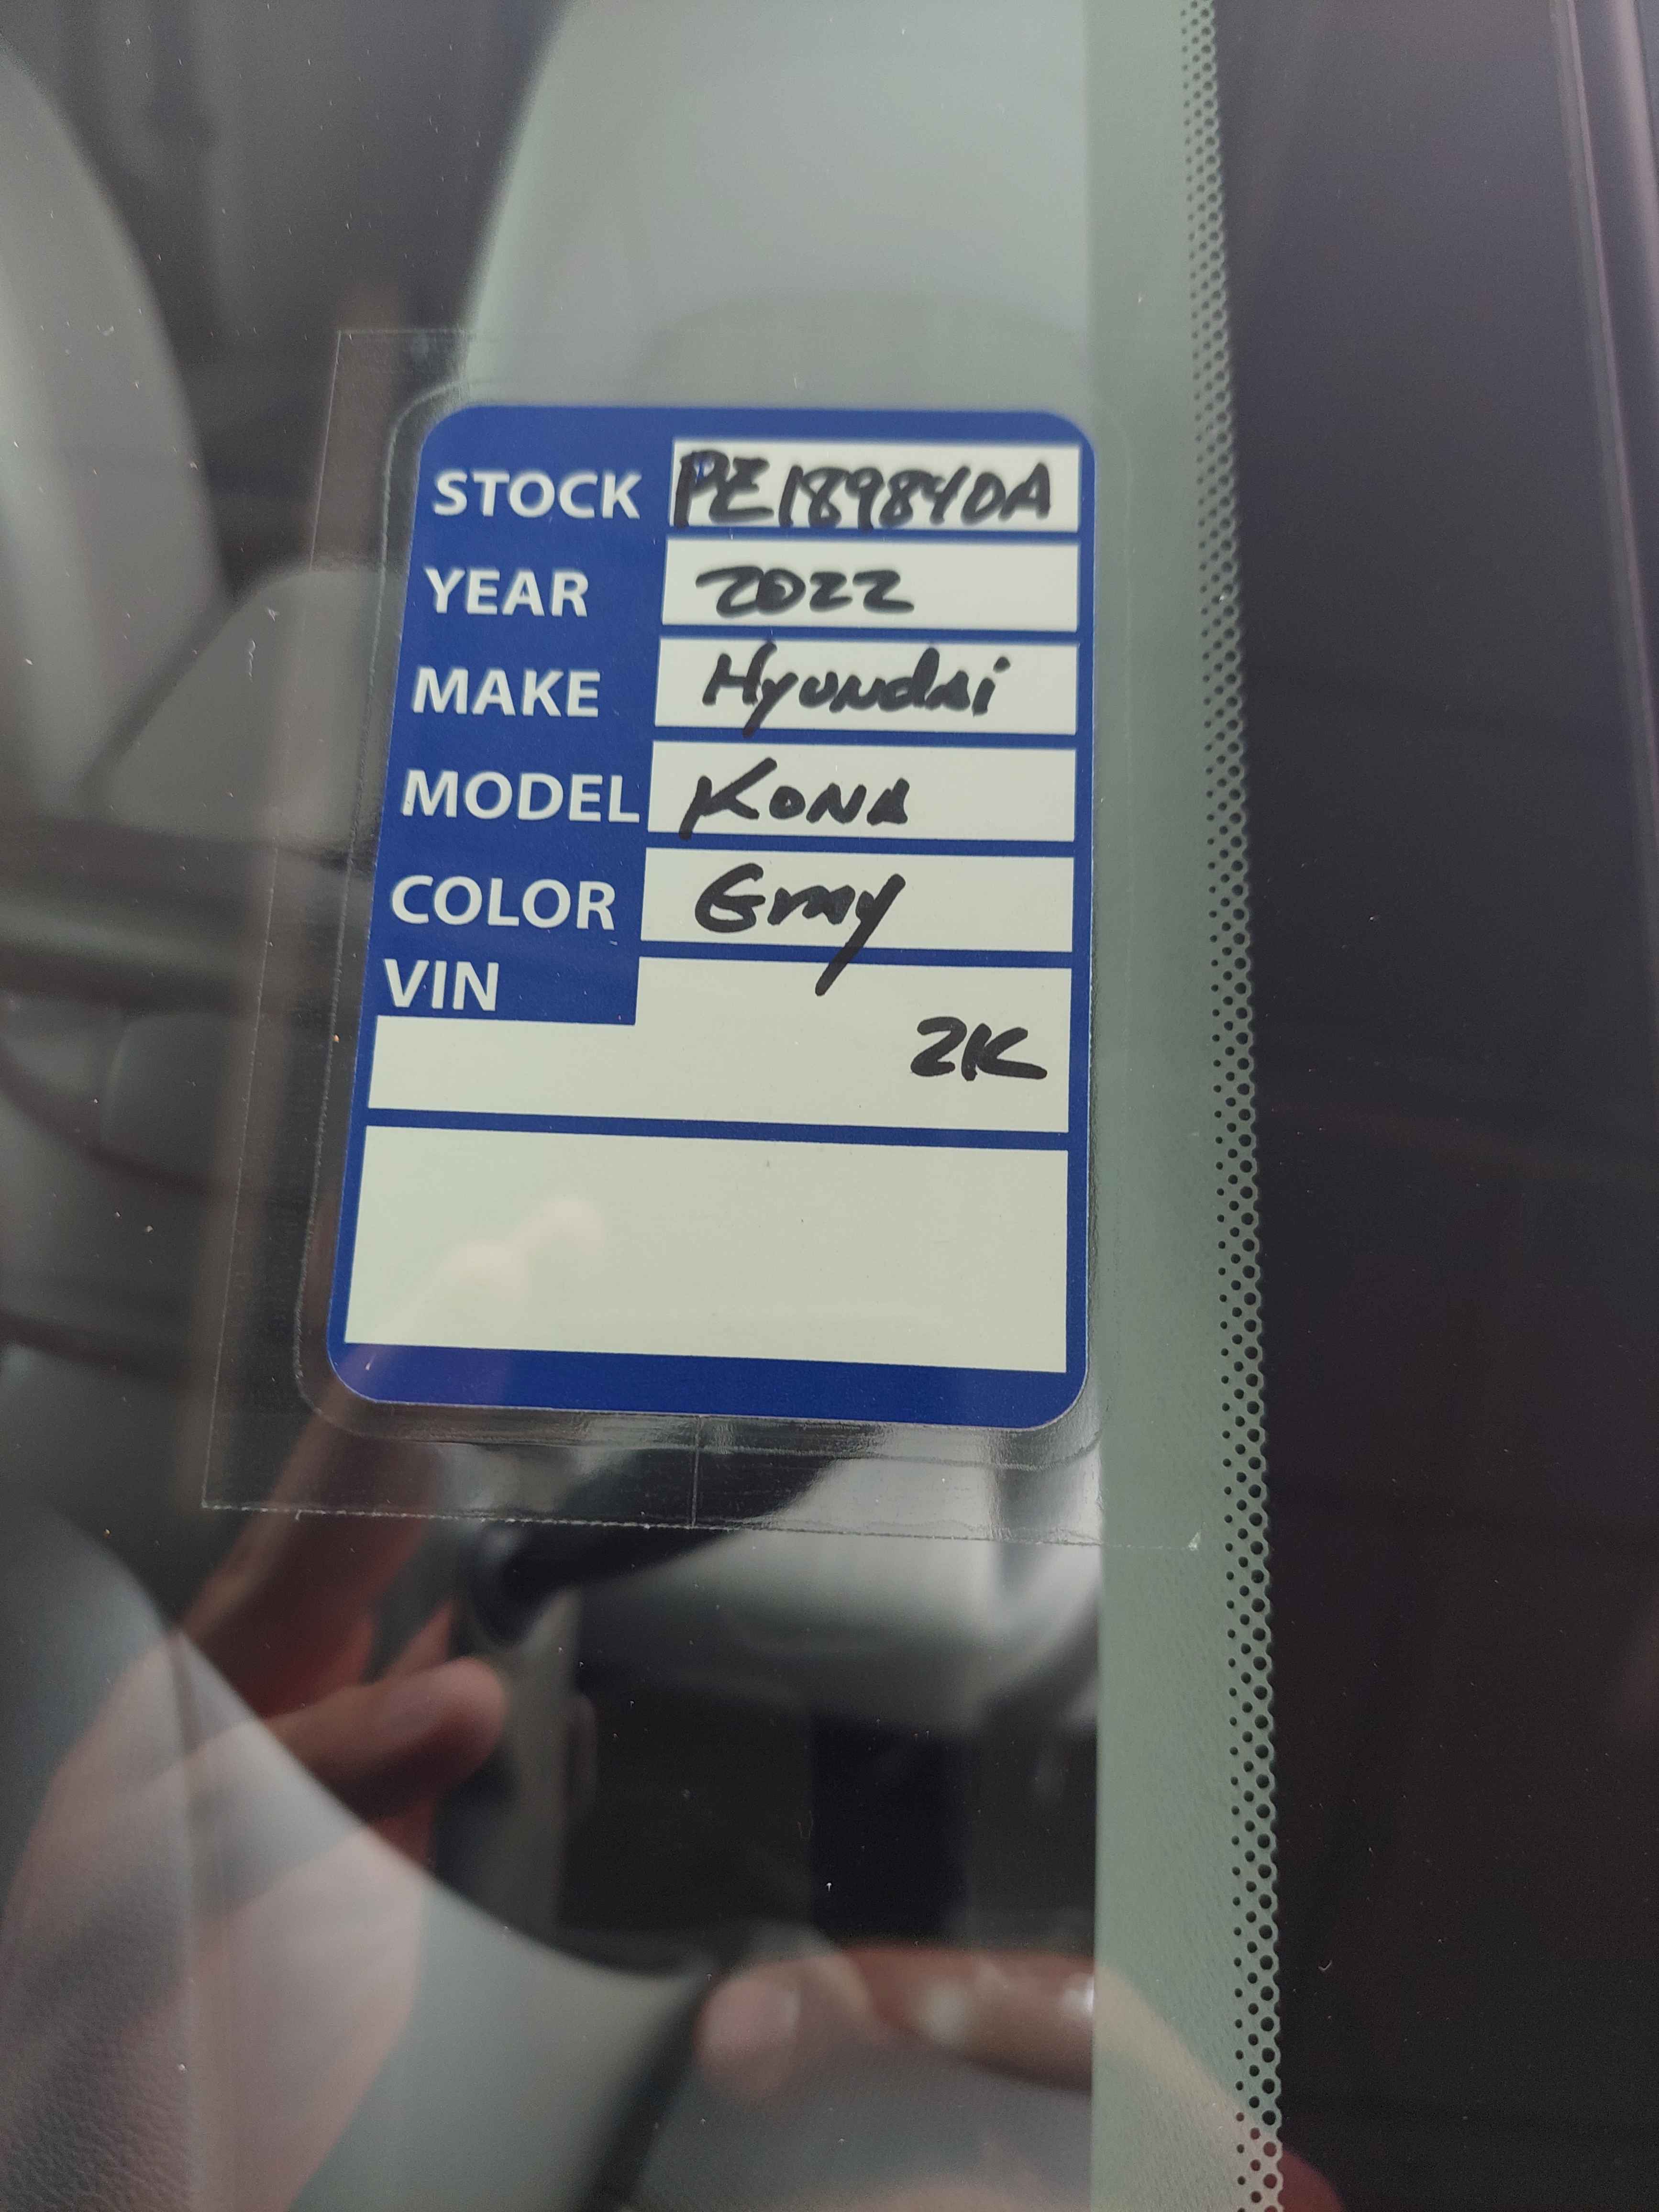 STOCK PE189840A
YEAR 2022
MAKE Hyundai
MODEL KONA
COLOR Gray
VIN
2K